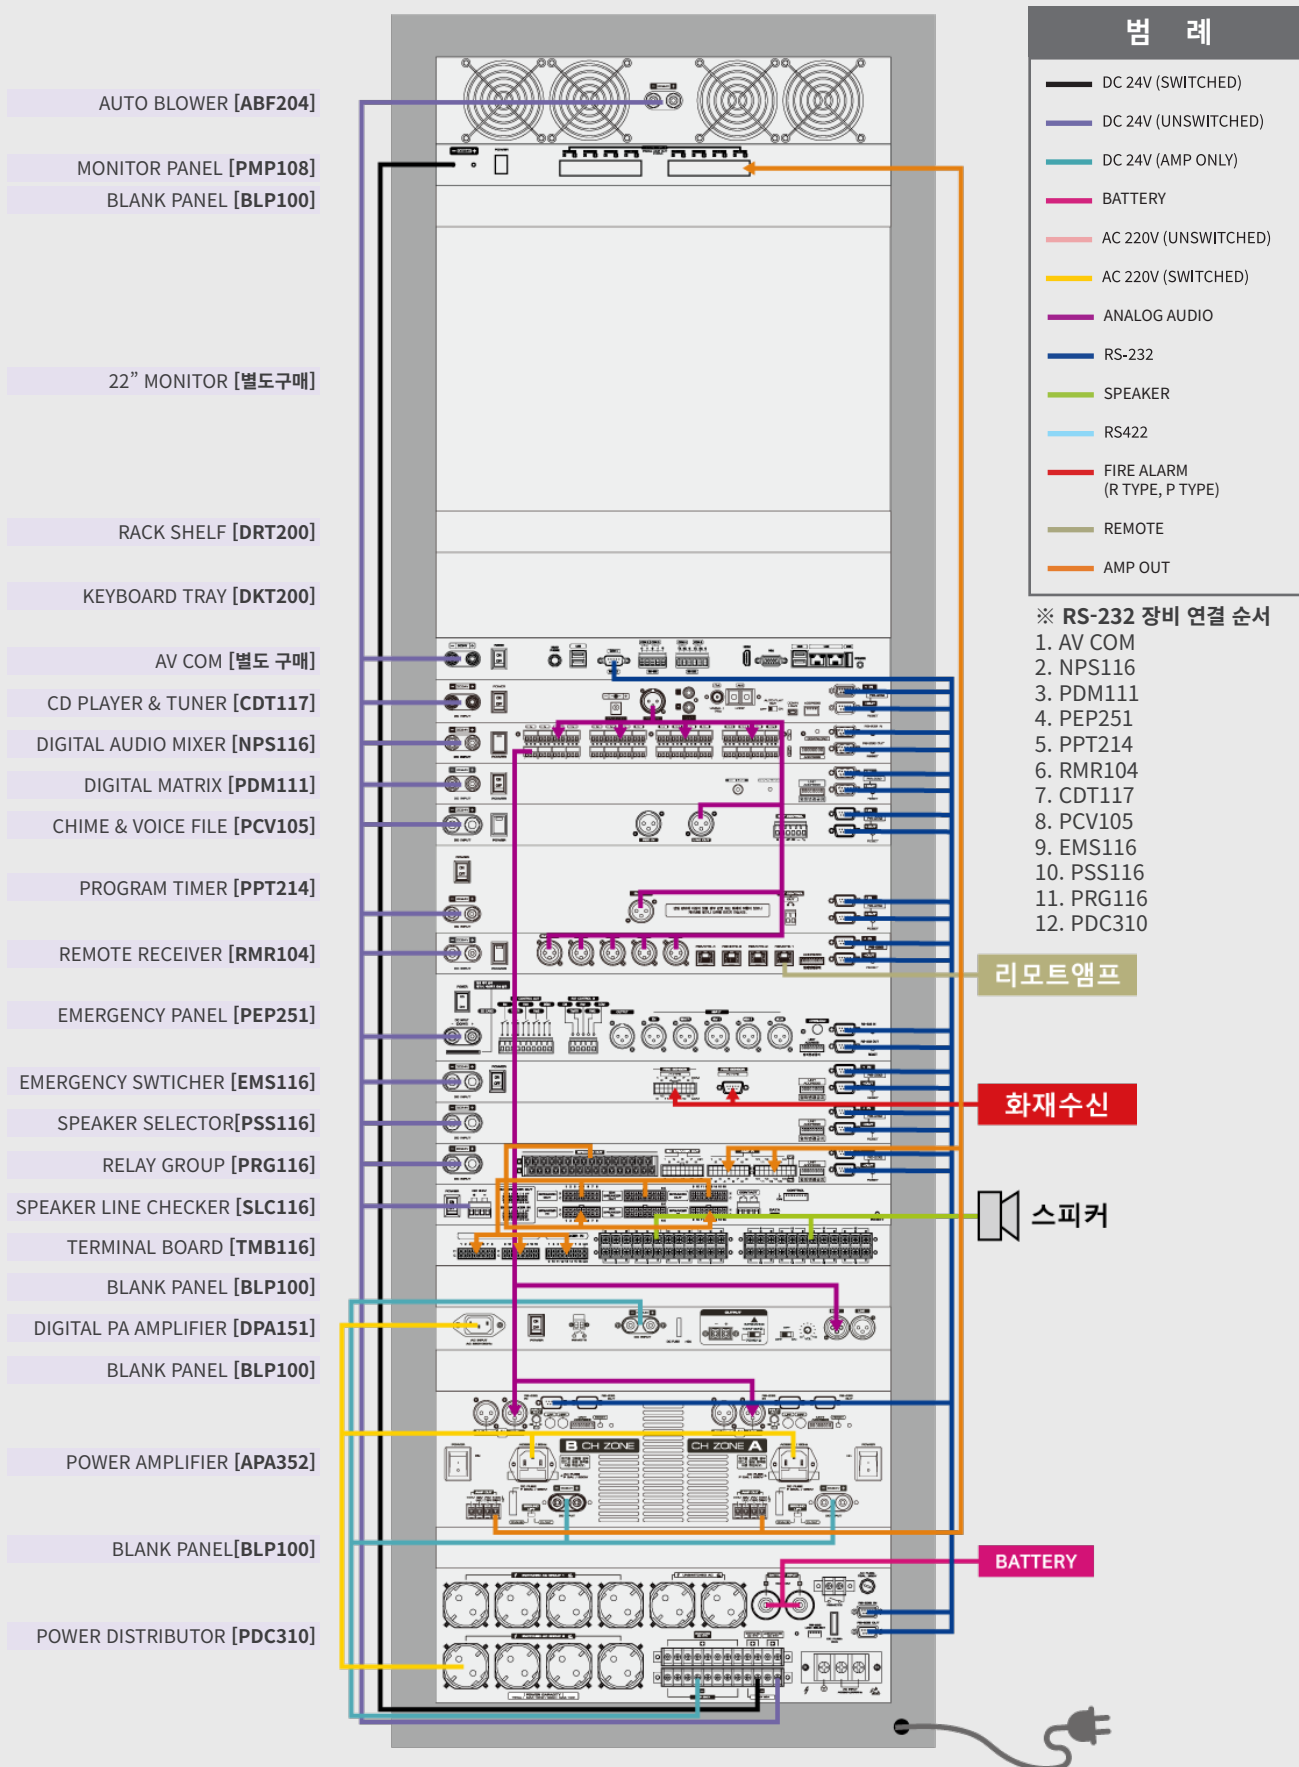 AUTO BLOWER [ABF204]
MONITOR PANEL [PMP108]
BLANK PANEL [BLP100]
22” MONITOR [별도구매]
RACK SHELF [DRT200]
KEYBOARD TRAY [DKT200]
AV COM [별도 구매]
CD PLAYER & TUNER [CDT117]
DIGITAL AUDIO MIXER [NPS116]
DIGITAL MATRIX [PDM111]
CHIME & VOICE FILE [PCV105]
PROGRAM TIMER [PPT214]
REMOTE RECEIVER [RMR104]
EMERGENCY PANEL [PEP251]
EMERGENCY SWTICHER [EMS116]
SPEAKER SELECTOR[PSS116]
RELAY GROUP [PRG116]
SPEAKER LINE CHECKER [SLC116]
TERMINAL BOARD [TMB116]
BLANK PANEL [BLP100]
DIGITAL PA AMPLIFIER [DPA151]
BLANK PANEL [BLP100]
POWER AMPLIFIER [APA352]
BLANK PANEL[BLP100]
POWER DISTRIBUTOR [PDC310]
B CH ZONE
CH ZONE A
범 례
DC 24V (SWITCHED)
DC 24V (UNSWITCHED)
DC 24V (AMP ONLY)
BATTERY
AC 220V (UNSWITCHED)
AC 220V (SWITCHED)
ANALOG AUDIO
RS-232
SPEAKER
RS422
FIRE ALARM
(R TYPE, P TYPE)
REMOTE
AMP OUT
※ RS-232 장비 연결 순서
1. AV COM
2. NPS116
3. PDM111
4. PEP251
5. PPT214
6. RMR104
7. CDT117
8. PCV105
9. EMS116
10. PSS116
11. PRG116
12. PDC310
리모트앰프
화재수신
스피커
BATTERY